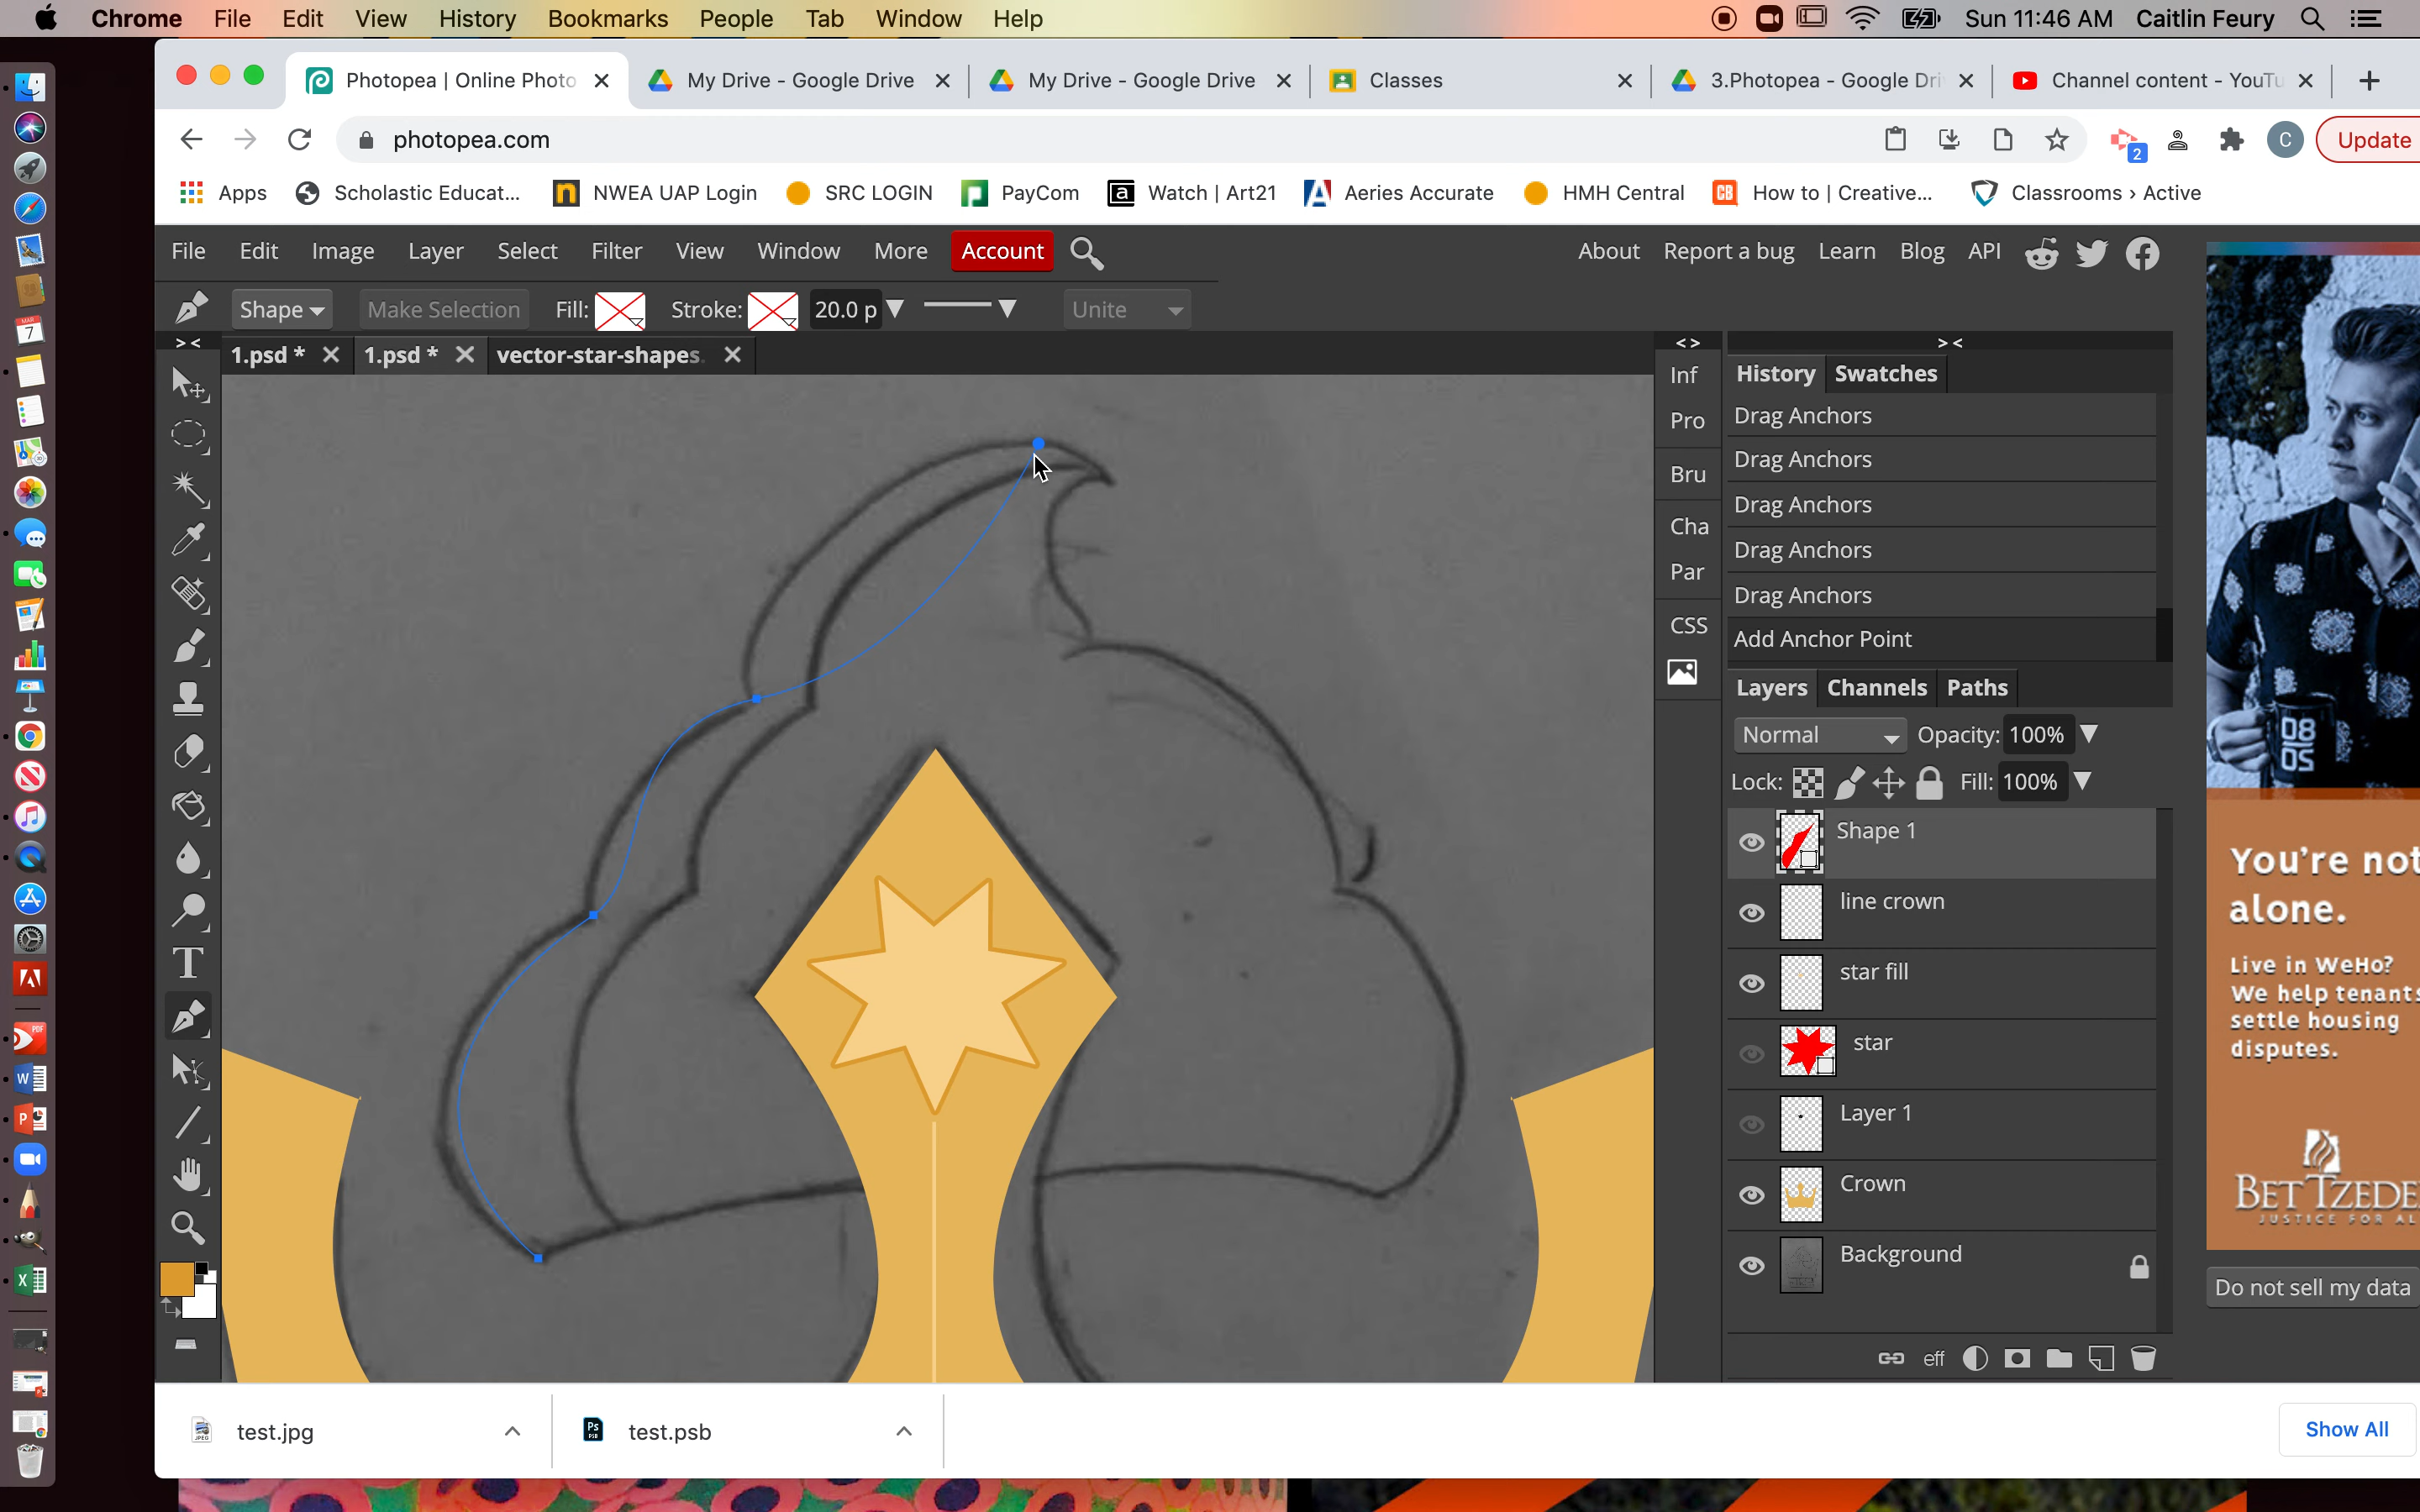 Chrome File Edit View History Bookmarks People Tab Window Help Sun 11:46 AM Caitlin Feury
Photopea | Online Photo My Drive - Google Drive My Drive - Google Drive Classes 3.Photopea - Google Dri Channel content - YouTu
photopea.com C 2 Update
Apps Scholastic Educat... NWEA UAP Login SRC LOGIN PayCom Watch | Art21 Aeries Accurate HMH Central How to | Creative... Classrooms › Active
File Edit Image Layer Select Filter View Window More Account About Report a bug Learn Blog API
Shape Make Selection Fill: Stroke: 20.0 p Unite
1.psd * 1.psd * vector-star-shapes.
Inf
Pro
Bru
Cha
Par
CSS
History Swatches
Drag Anchors
Drag Anchors
Drag Anchors
Drag Anchors
Drag Anchors
Add Anchor Point
Layers Channels Paths
Normal Opacity: 100%
Lock: Fill: 100%
Shape 1
line crown
star fill
star
Layer 1
Crown
Background
eff
08
05
You're not
alone.
Live in WeHo?
We help tenants
settle housing
disputes.
BET TZEDE
JUSTICE FOR AL
Do not sell my data
test.jpg test.psb Show All